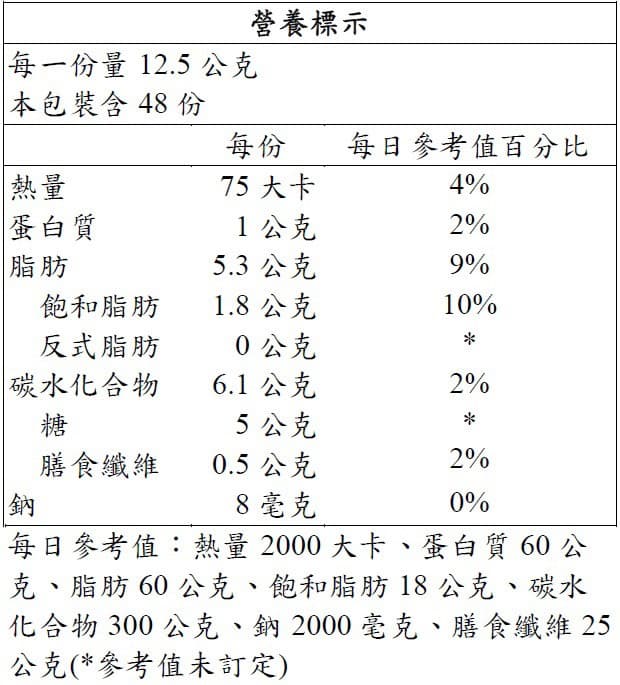 營養標示
每一份量 12.5 公克
本包裝含 48 份
每份 每日參考值百分比
熱量 75 大卡 4%
蛋白質 1 公克 2%
脂肪 5.3 公克 9%
飽和脂肪 1.8 公克 10%
反式脂肪 0 公克 *
碳水化合物 6.1 公克 2%
糖 5 公克 *
膳食纖維 0.5 公克 2%
鈉 8 毫克 0%
每日參考值：熱量 2000 大卡、蛋白質 60 公
克、脂肪 60 公克、飽和脂肪 18 公克、碳水
化合物 300 公克、鈉 2000 毫克、膳食纖維 25
公克(*參考值未訂定)